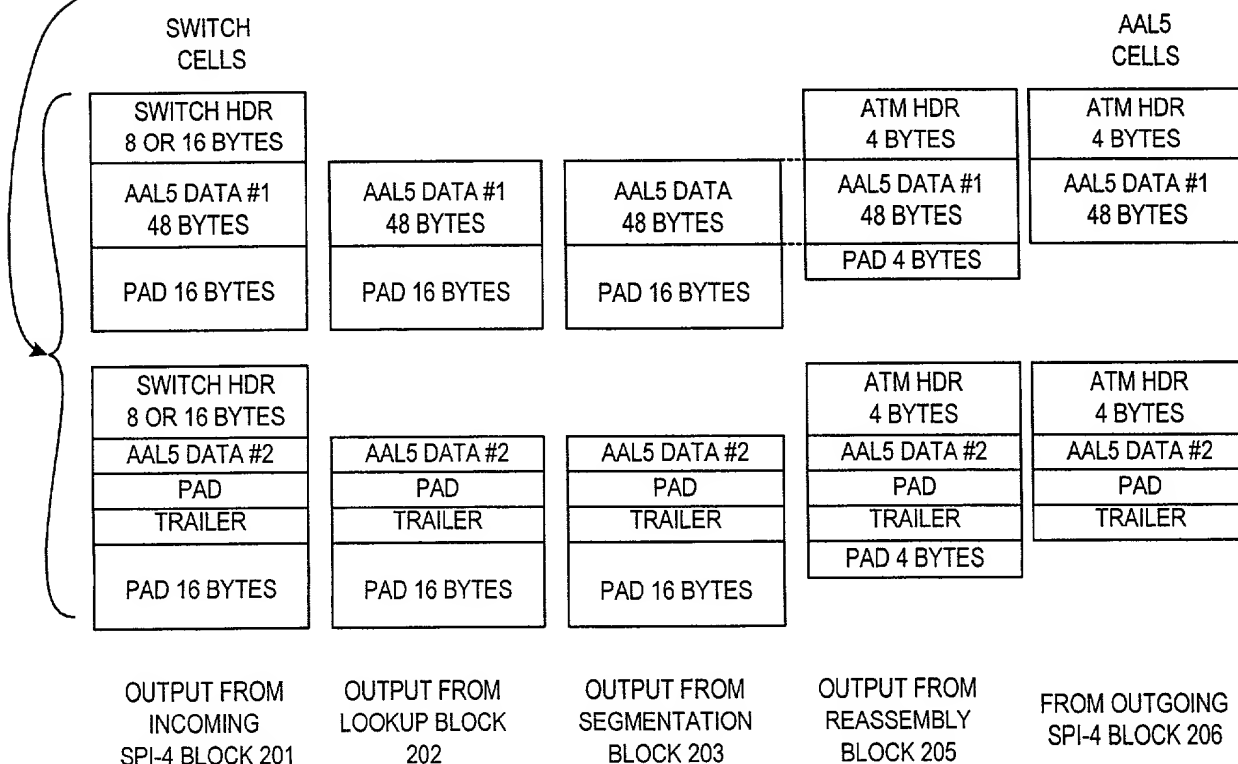 SWITCH
CELLS
AAL5
CELLS
SWITCH HDR
8 OR 16 BYTES
AAL5 DATA #1
48 BYTES
PAD 16 BYTES
AAL5 DATA #1
48 BYTES
PAD 16 BYTES
AAL5 DATA
48 BYTES
PAD 16 BYTES
ATM HDR
4 BYTES
AAL5 DATA #1
48 BYTES
PAD 4 BYTES
ATM HDR
4 BYTES
AAL5 DATA #1
48 BYTES
SWITCH HDR
8 OR 16 BYTES
AAL5 DATA #2
PAD
TRAILER
PAD 16 BYTES
AAL5 DATA #2
PAD
TRAILER
PAD 16 BYTES
AAL5 DATA #2
PAD
TRAILER
PAD 16 BYTES
ATM HDR
4 BYTES
AAL5 DATA #2
PAD
TRAILER
PAD 4 BYTES
ATM HDR
4 BYTES
AAL5 DATA #2
PAD
TRAILER
OUTPUT FROM
INCOMING
SPI-4 BLOCK 201
OUTPUT FROM
LOOKUP BLOCK
202
OUTPUT FROM
SEGMENTATION
BLOCK 203
OUTPUT FROM
REASSEMBLY
BLOCK 205
FROM OUTGOING
SPI-4 BLOCK 206